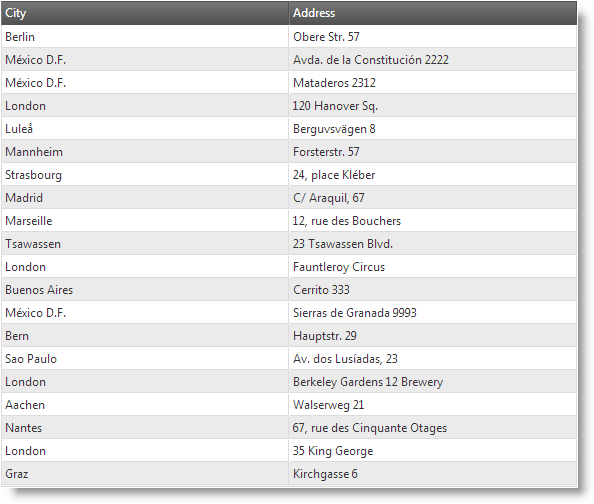 City Address
Berlin Obere Str. 57
México D.F. Avda. de la Constitución 2222
México D.F. Mataderos 2312
London 120 Hanover Sq.
Luleå Berguvsvägen 8
Mannheim Forsterstr. 57
Strasbourg 24, place Kléber
Madrid C/ Araquil, 67
Marseille 12, rue des Bouchers
Tsawassen 23 Tsawassen Blvd.
London Fauntleroy Circus
Buenos Aires Cerrito 333
México D.F. Sierras de Granada 9993
Bern Hauptstr. 29
Sao Paulo Av. dos Lusíadas, 23
London Berkeley Gardens 12 Brewery
Aachen Walserweg 21
Nantes 67, rue des Cinquante Otages
London 35 King George
Graz Kirchgasse 6